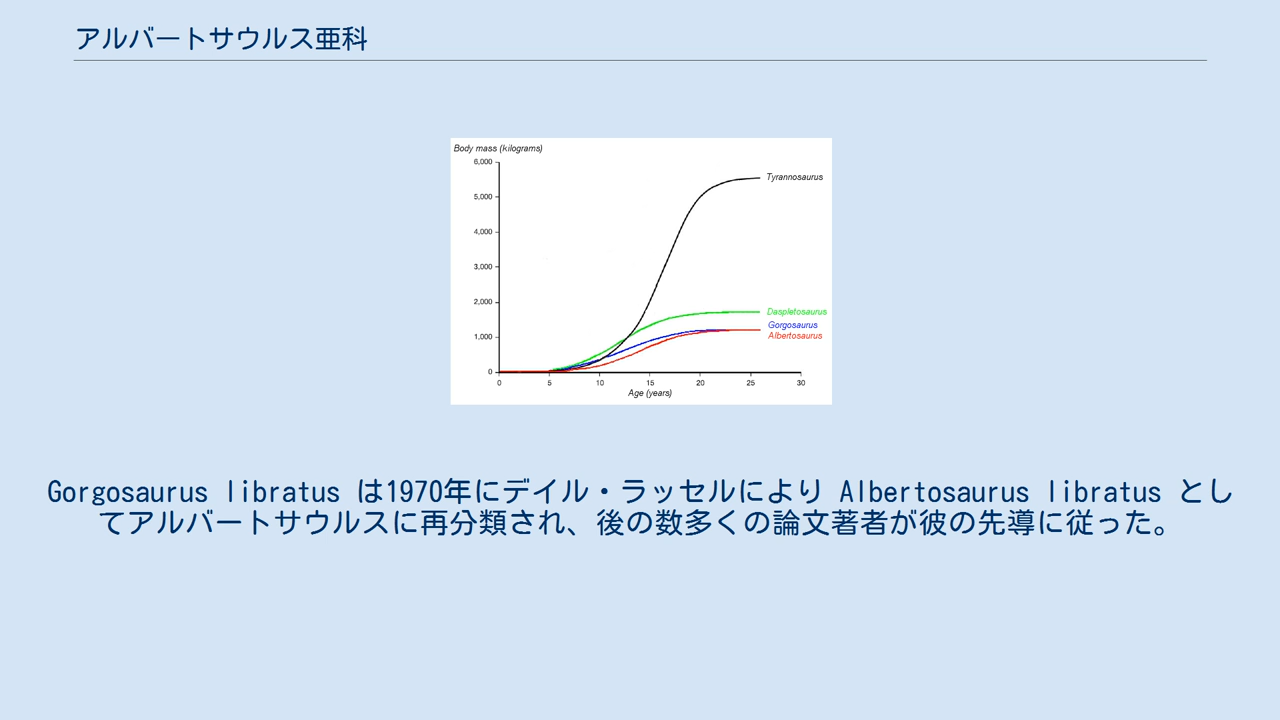 アルバートサウルス亜科
Body mass (kilograms)
6,000
5,000
4,000
3,000
2,000
1,000
0
Tyrannosaurus
Daspletosaurus
Gorgosaurus
Albertosaurus
0 5 10 15 20 25 30
Age (years)
Gorgosaurus libratus は1970年にデイル・ラッセルにより Albertosaurus libratus とし
てアルバートサウルスに再分類され、後の数多くの論文著者が彼の先導に従った。